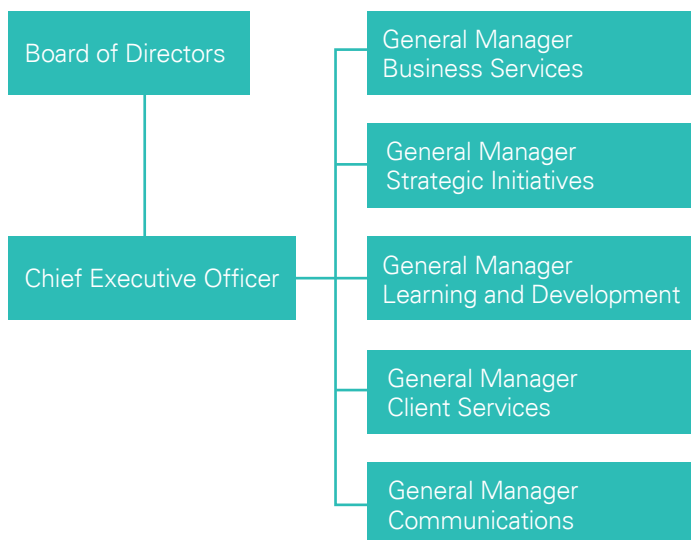 Board of Directors
Chief Executive Officer
General Manager
Business Services
General Manager
Strategic Initiatives
General Manager
Learning and Development
General Manager
Client Services
General Manager
Communications